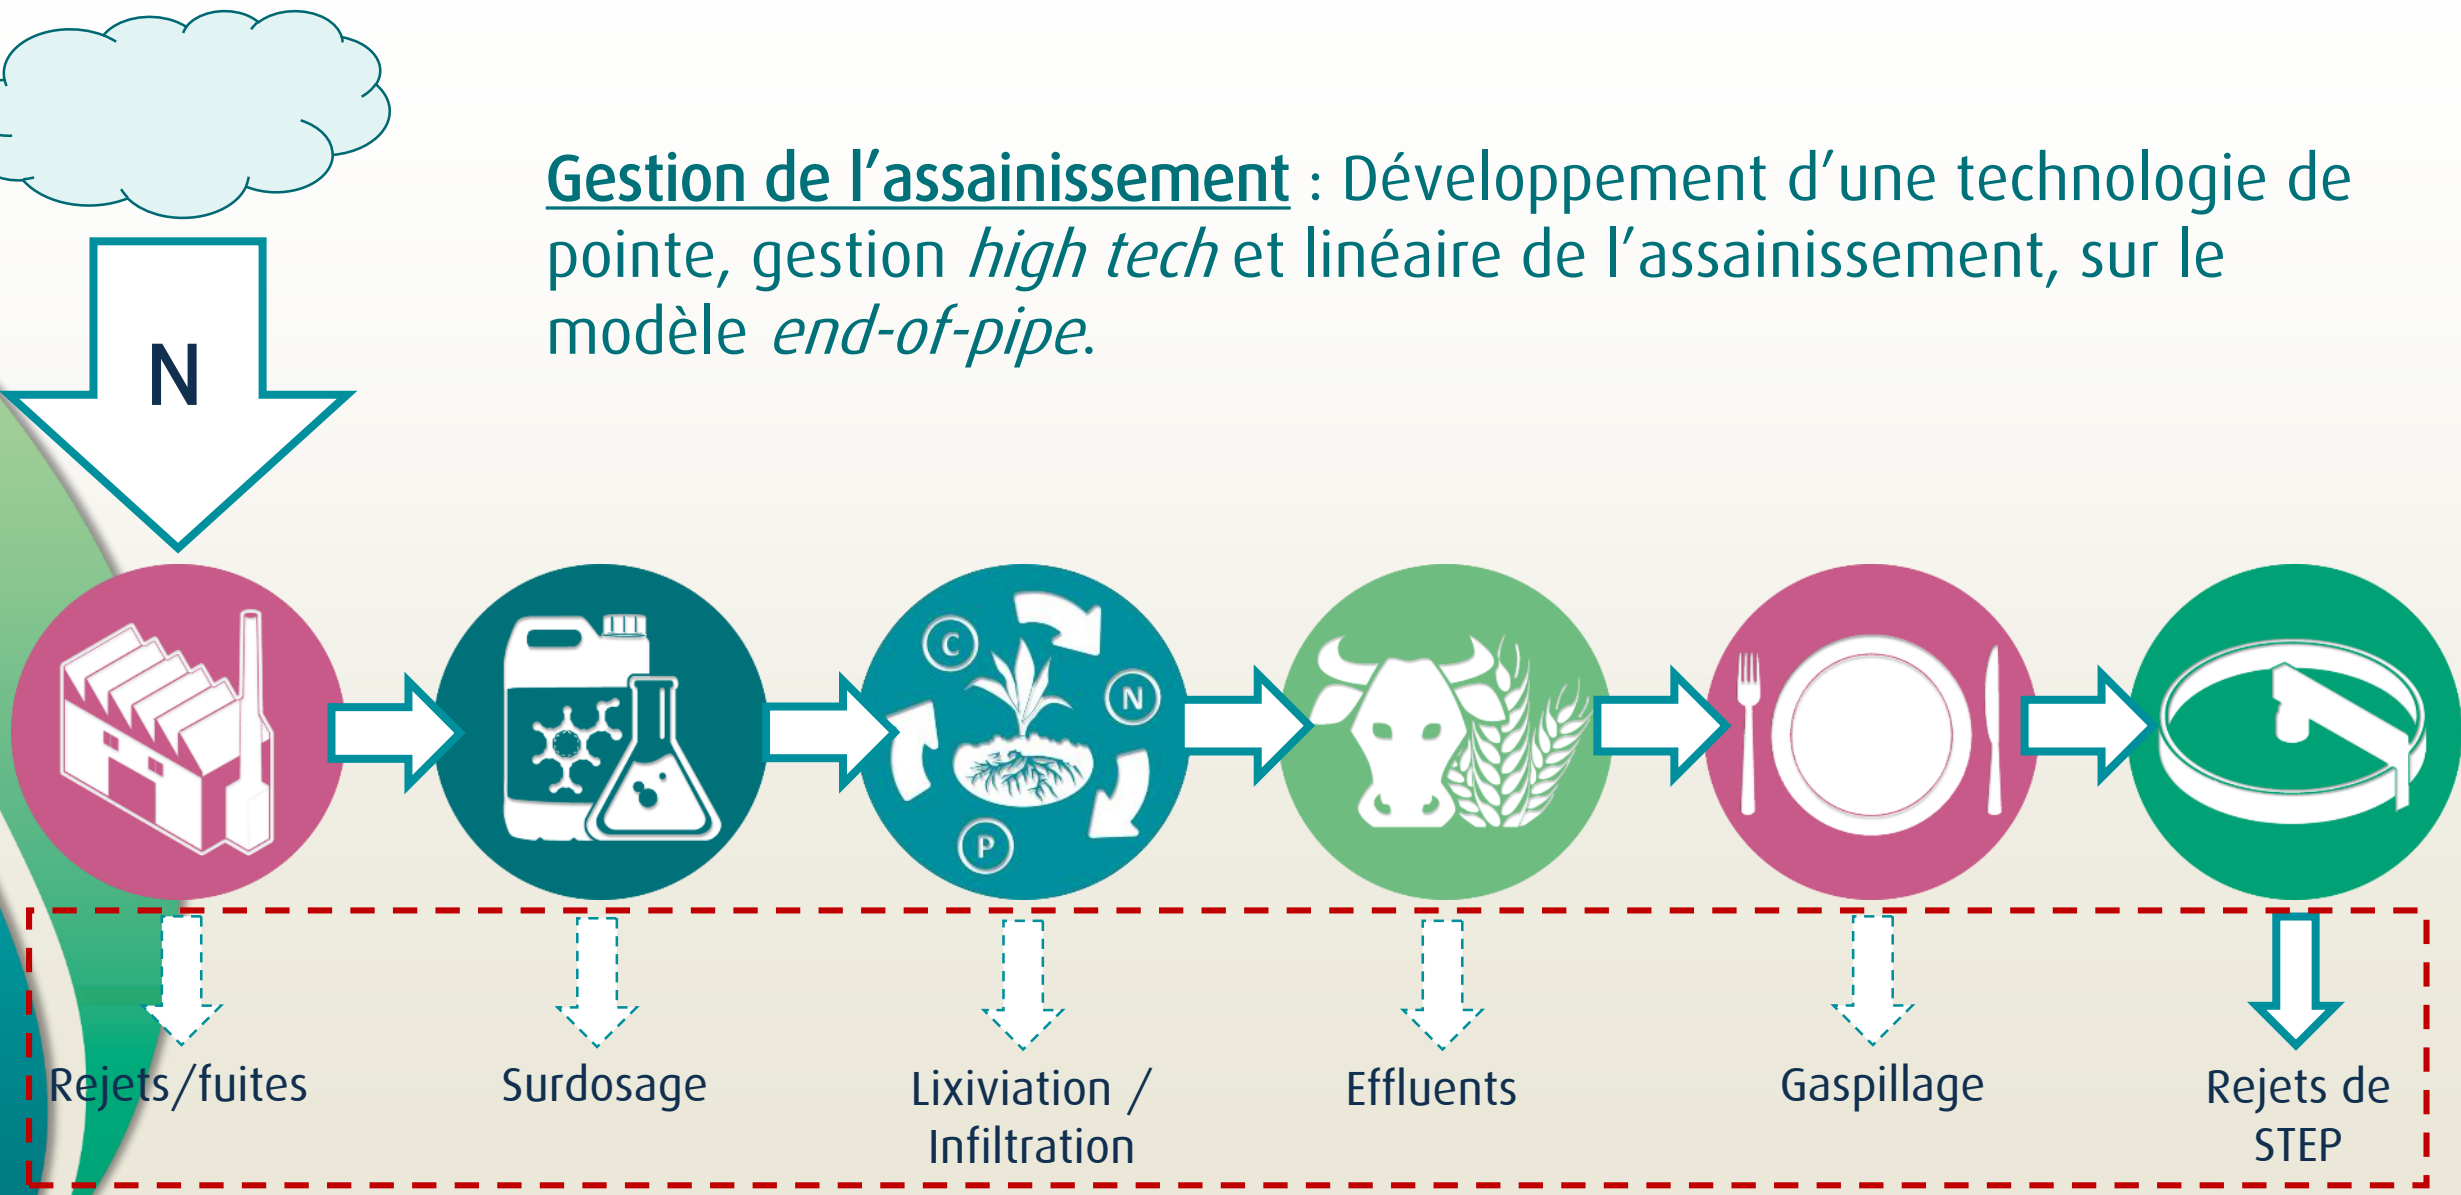 Gestion de l’assainissement : Développement d’une technologie de
pointe, gestion high tech et linéaire de l’assainissement, sur le
modèle end-of-pipe.
N
C
N
P
Rejets/fuites
Surdosage
Lixiviation /
Infiltration
Effluents
Gaspillage
Rejets de
STEP